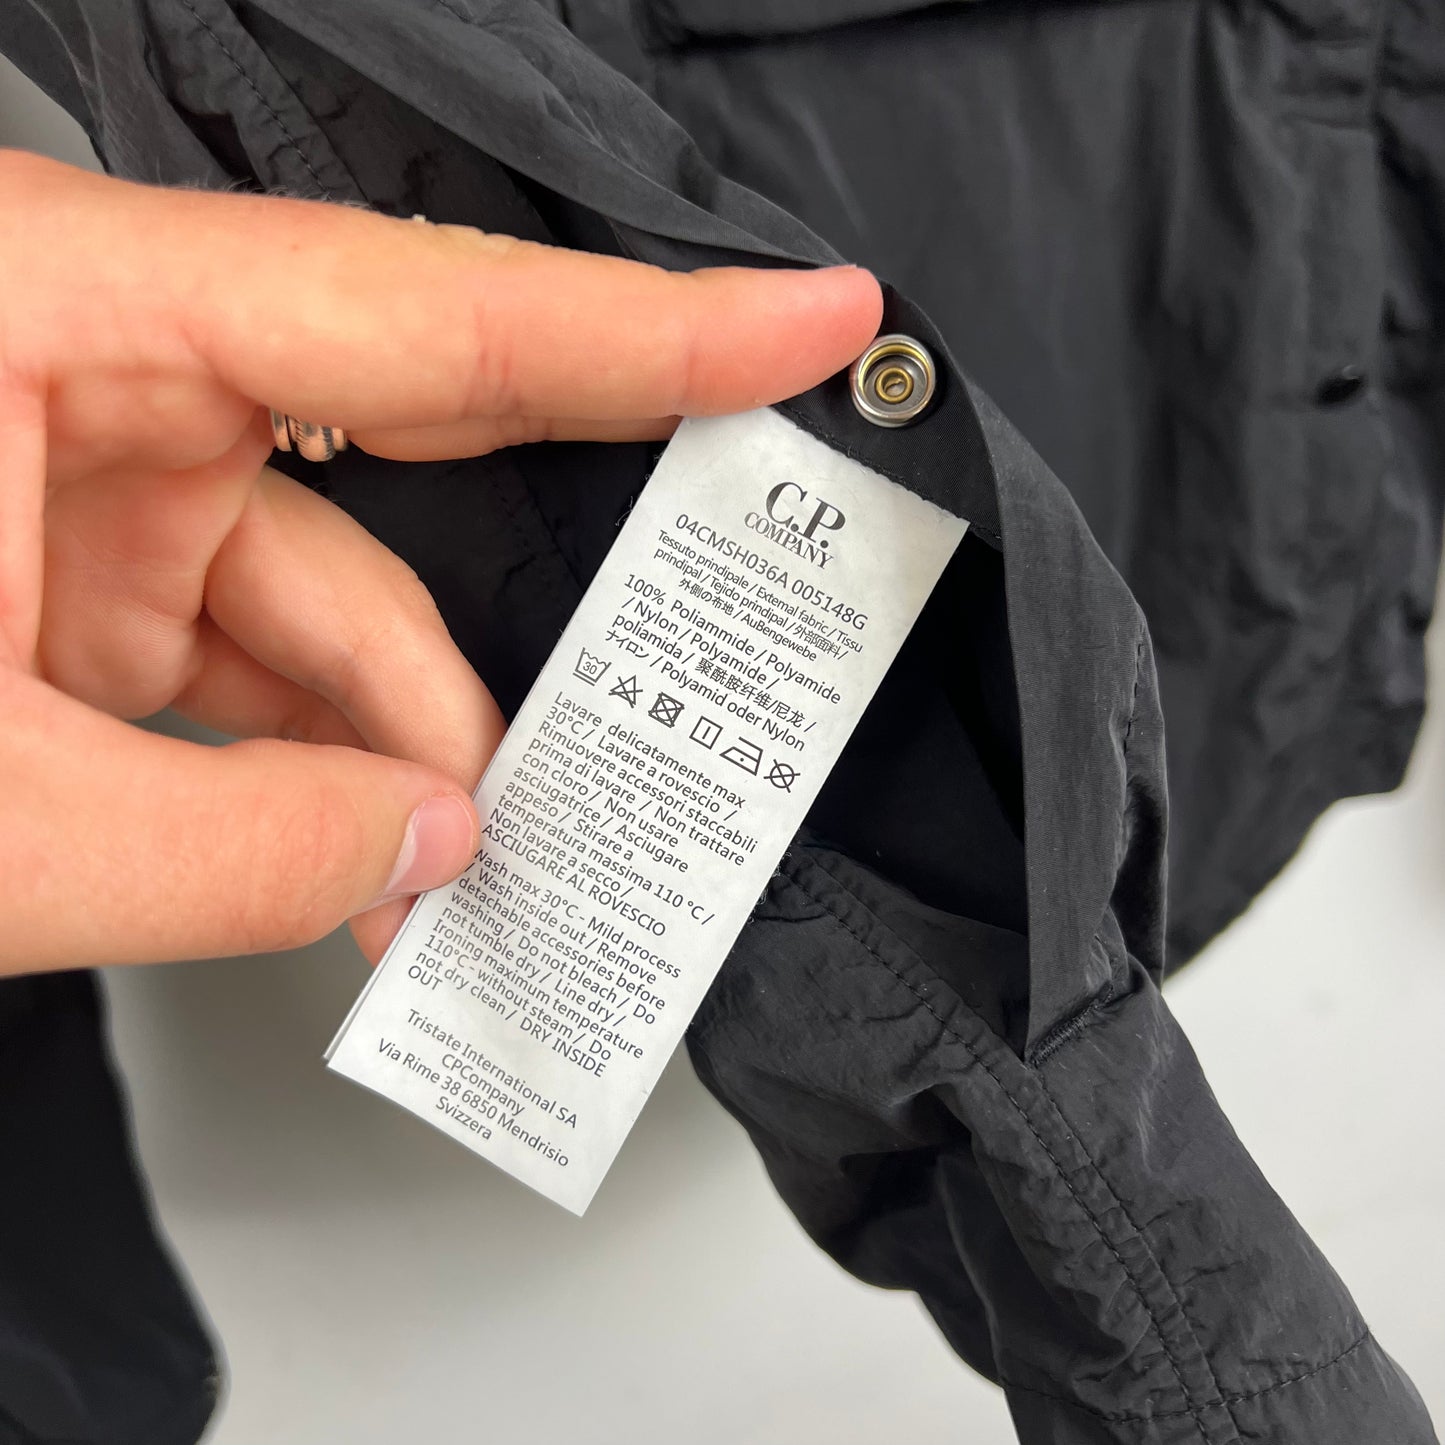 C.P.
COMPANY
04CMSH036A 005148G
Tessuto principale / External fabric / Tissu
principal / Tejido principal / 外部面料 /
外側の布地 / AuBengewebe
100% Poliammide / Polyamide
/ Nylon / Polyamide /
poliamida / 聚酰胺纤维/尼龙 /
ナイロン / Polyamid oder Nylon
30
Lavare delicatamente max
30°C / Lavare a rovescio /
Rimuovere accessori staccabili
prima di lavare / Non trattare
con cloro / Non usare
asciugatrice / Asciugare
appeso / Stirare a
temperatura massima 110 °C /
Non lavare a secco /
ASCIUGARE AL ROVESCIO
Wash max 30°C - Mild process
/ Wash inside out / Remove
detachable accessories before
washing / Do not bleach / Do
not tumble dry / Line dry /
Ironing maximum temperature
110°C - without steam / Do
not dry clean / DRY INSIDE
OUT
Tristate International SA
CPCompany
Via Rime 38 6850 Mendrisio
Svizzera